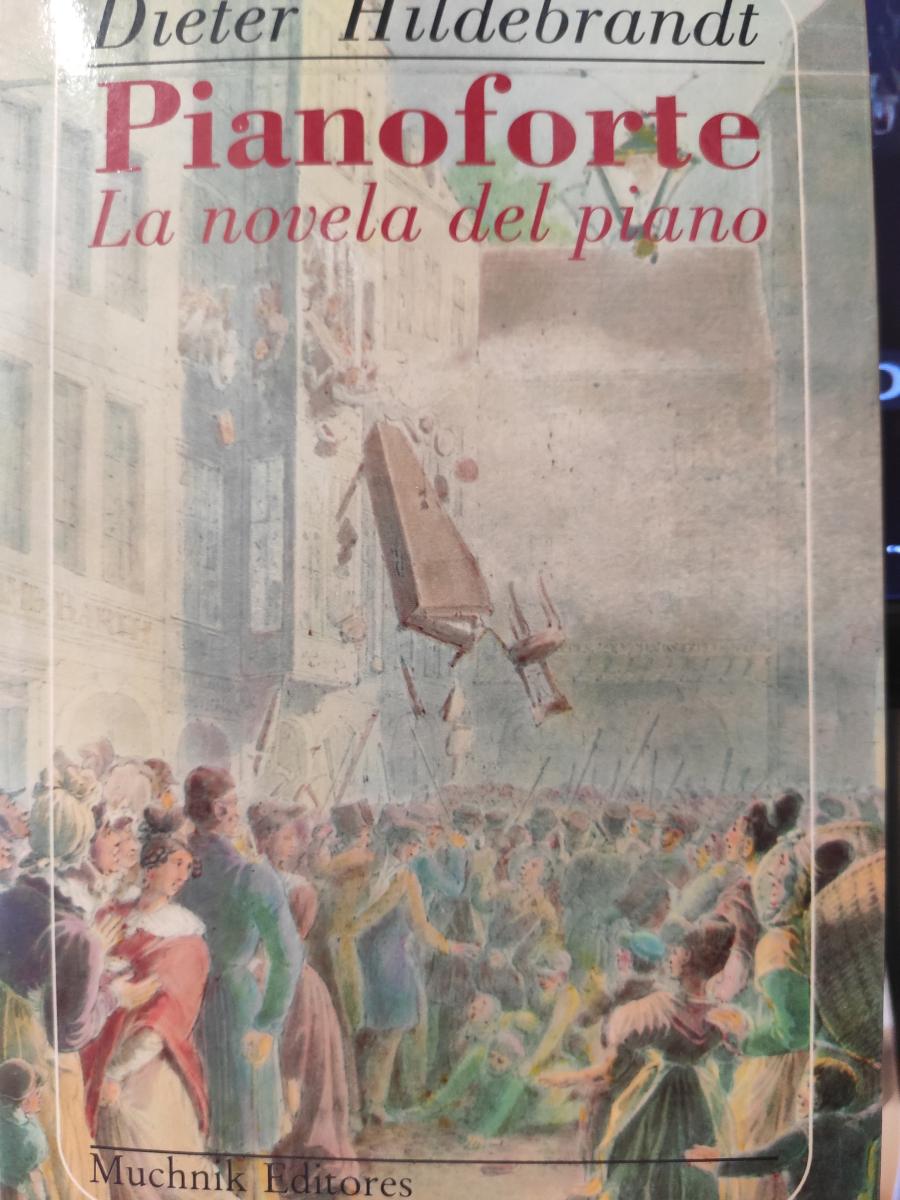 Dieter Hildebrandt
Pianoforte
La novela del piano
Muchnik Editores